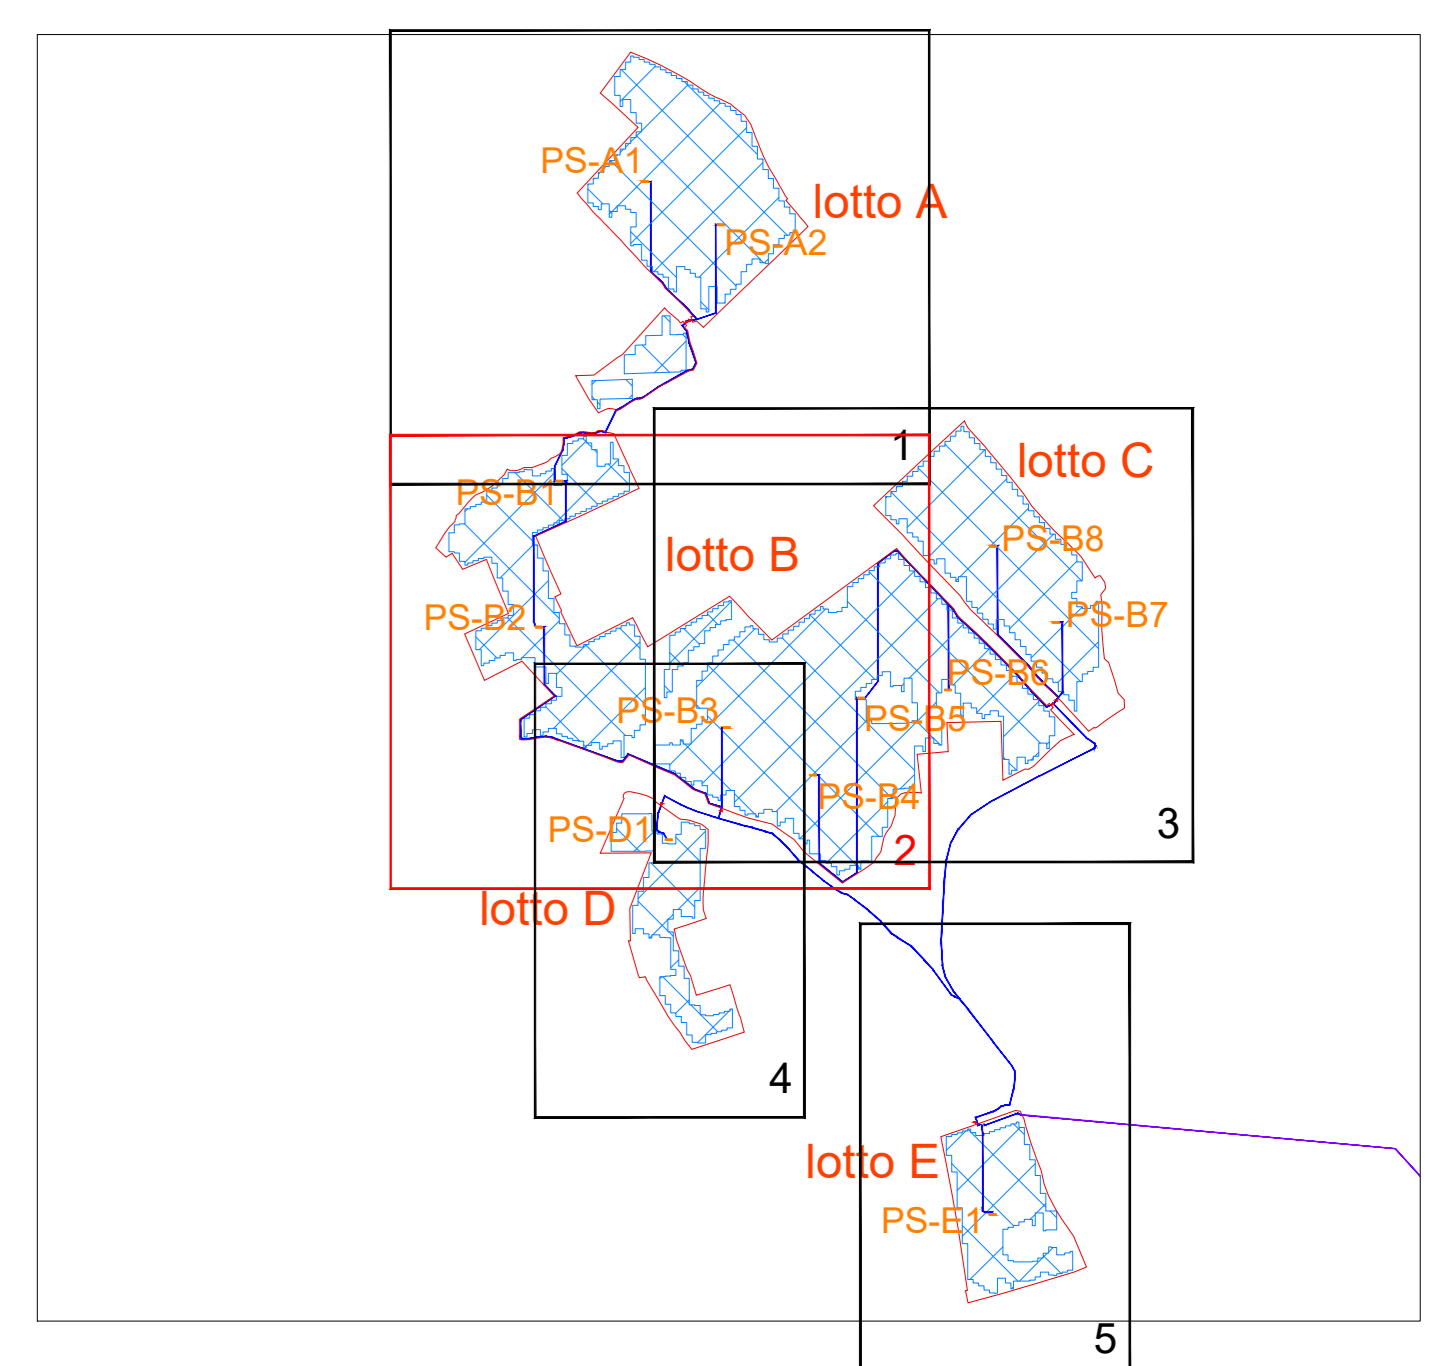 PS-A1
lotto A
PS-A2
1
lotto C
PS-B1
PS-B8
lotto B
PS-B2
PS-B7
PS-B6
PS-B3
PS-B5
PS-B4
3
PS-D1
2
lotto D
4
lotto E
PS-E1
5